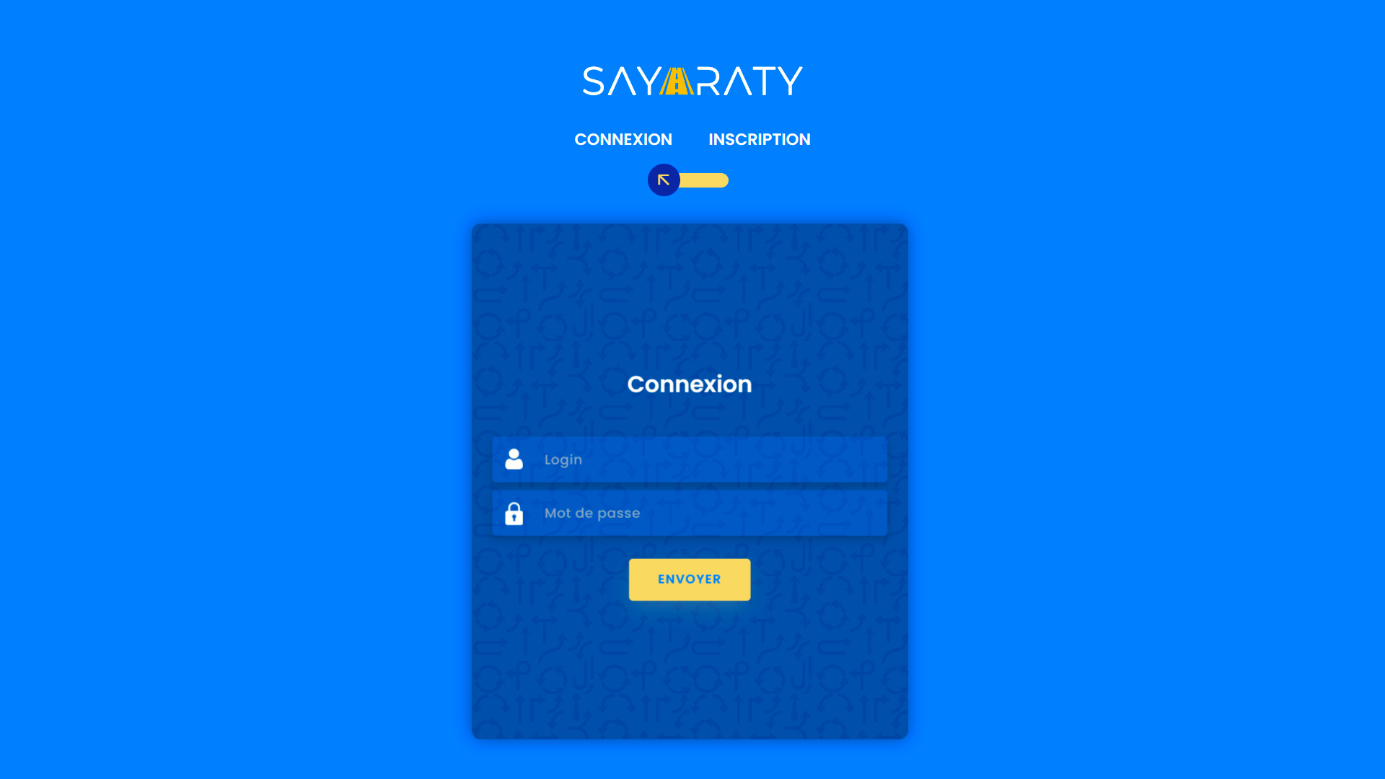 SAYARATY
CONNEXION INSCRIPTION
Connexion
Login
Mot de passe
ENVOYER